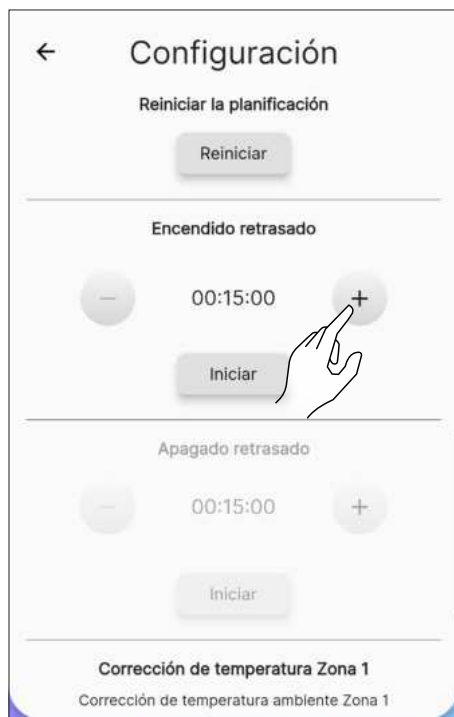 ← Configuración
Reiniciar la planificación
Reiniciar
Encendido retrasado
− 00:15:00 +
Iniciar
Apagado retrasado
− 00:15:00 +
Iniciar
Corrección de temperatura Zona 1
Corrección de temperatura ambiente Zona 1